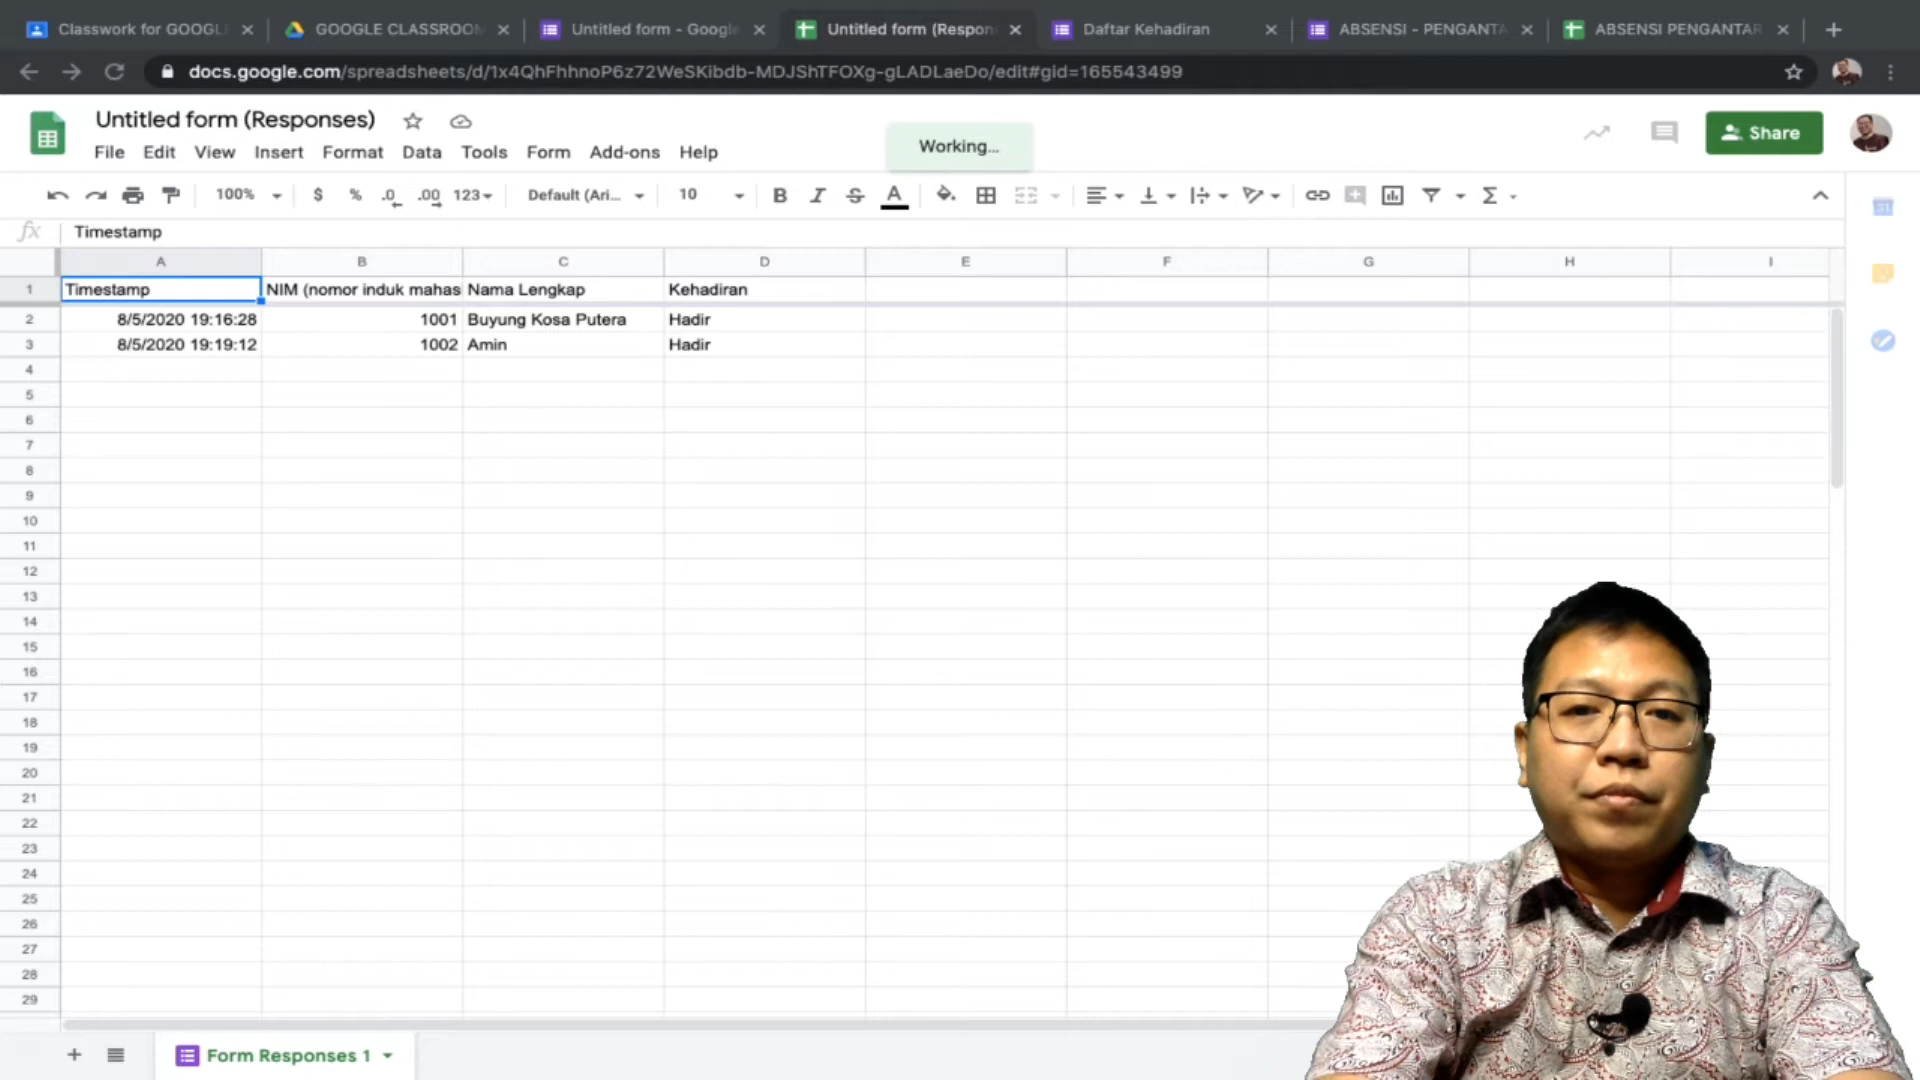 Classwork for GOOGL
GOOGLE CLASSROOM
Untitled form - Google
Untitled form (Respon
Daftar Kehadiran
ABSENSI - PENGANTA
ABSENSI PENGANTAR
docs.google.com/spreadsheets/d/1x4QhFhhnoP6z72WeSKibdb-MDJShTFOXg-gLADLaeDo/edit#gid=165543499
Untitled form (Responses)
Working...
Share
File Edit View Insert Format Data Tools Form Add-ons Help
100% $ % .0 .00 123 Default (Ari... 10 B I S A
fx Timestamp
A B C D E F G H I
1 Timestamp NIM (nomor induk mahas Nama Lengkap Kehadiran
2 8/5/2020 19:16:28 1001 Buyung Kosa Putera Hadir
3 8/5/2020 19:19:12 1002 Amin Hadir
4
5
6
7
8
9
10
11
12
13
14
15
16
17
18
19
20
21
22
23
24
25
26
27
28
29
Form Responses 1